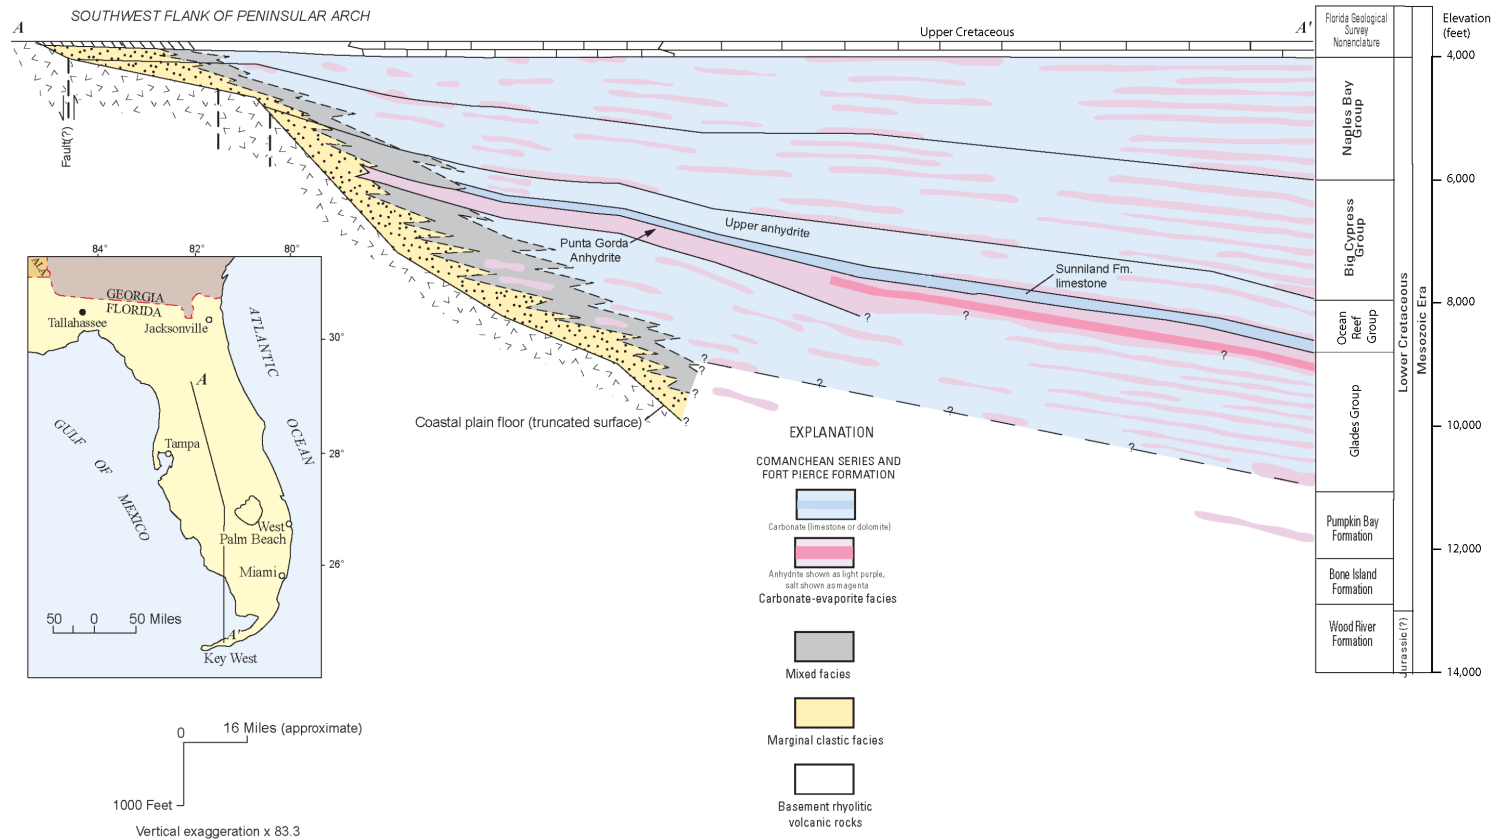 SOUTHWEST FLANK OF PENINSULAR ARCH
A
A'
Upper Cretaceous
Florida Geological
Survey
Nomenclature
Elevation
(feet)
4,000
6,000
8,000
10,000
12,000
14,000
Naples Bay
Group
Big Cypress
Group
Ocean
Reef
Group
Glades Group
Pumpkin Bay
Formation
Bone Island
Formation
Wood River
Formation
Lower Cretaceous
Jurassic (?)
Mesozoic Era
Fault(?)
Upper anhydrite
Punta Gorda
Anhydrite
Sunniland Fm.
limestone
?
?
?
?
?
?
?
?
?
?
?
Coastal plain floor (truncated surface)
84°
82°
80°
30°
28°
26°
ALA
GEORGIA
FLORIDA
Tallahassee
Jacksonville
ATLANTIC
OCEAN
A
GULF
OF
MEXICO
Tampa
West
Palm Beach
Miami
50
0
50 Miles
A'
Key West
0
16 Miles (approximate)
1000 Feet
Vertical exaggeration x 83.3
EXPLANATION
COMANCHEAN SERIES AND
FORT PIERCE FORMATION
Carbonate (limestone or dolomite)
Anhydrite shown as light purple,
salt shown as magenta
Carbonate-evaporite facies
Mixed facies
Marginal clastic facies
Basement rhyolitic
volcanic rocks